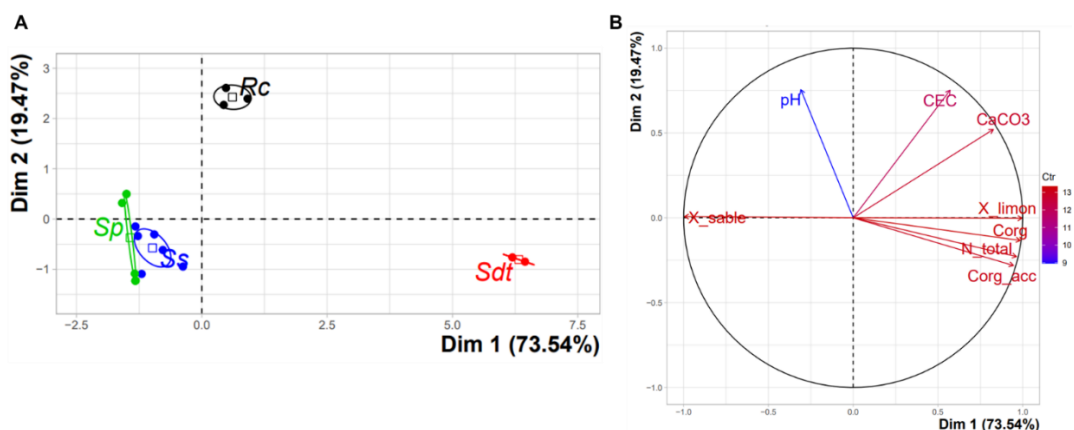 A
Dim 2 (19.47%)
3
2
1
0
−1
Rc
Sp
Ss
Sdt
−2.5
0.0
2.5
5.0
7.5
Dim 1 (73.54%)
B
Dim 2 (19.47%)
1.0
0.5
0.0
−0.5
−1.0
pH
CEC
CaCO3
X_sable
X_limon
Corg
N_total
Corg_acc
−1.0
−0.5
0.0
0.5
1.0
Dim 1 (73.54%)
Ctr
13
12
11
10
9